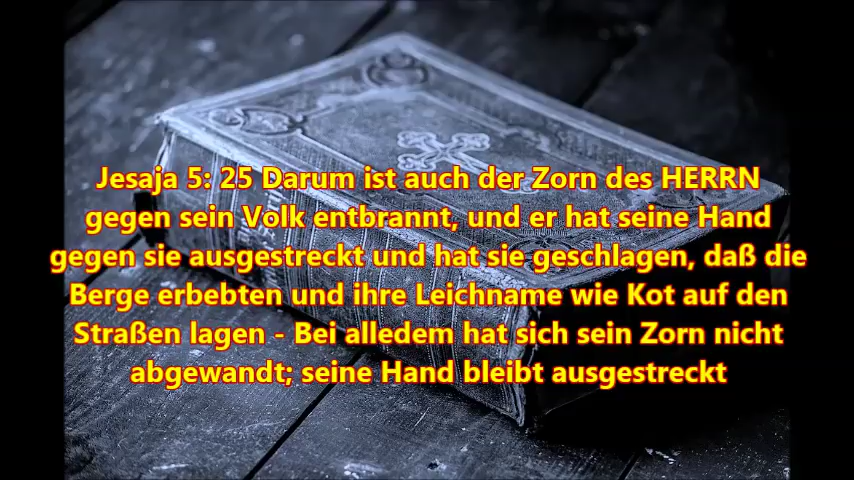 Jesaja 5: 25 Darum ist auch der Zorn des HERRN
gegen sein Volk entbrannt, und er hat seine Hand
gegen sie ausgestreckt und hat sie geschlagen, daß die
Berge erbebten und ihre Leichname wie Kot auf den
Straßen lagen - Bei alledem hat sich sein Zorn nicht
abgewandt; seine Hand bleibt ausgestreckt